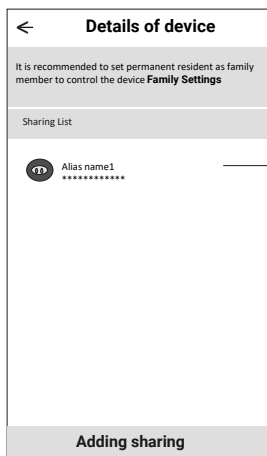 Details of device
It is recommended to set permanent resident as family
member to control the device Family Settings
Sharing List
Alias name1
************
Adding sharing